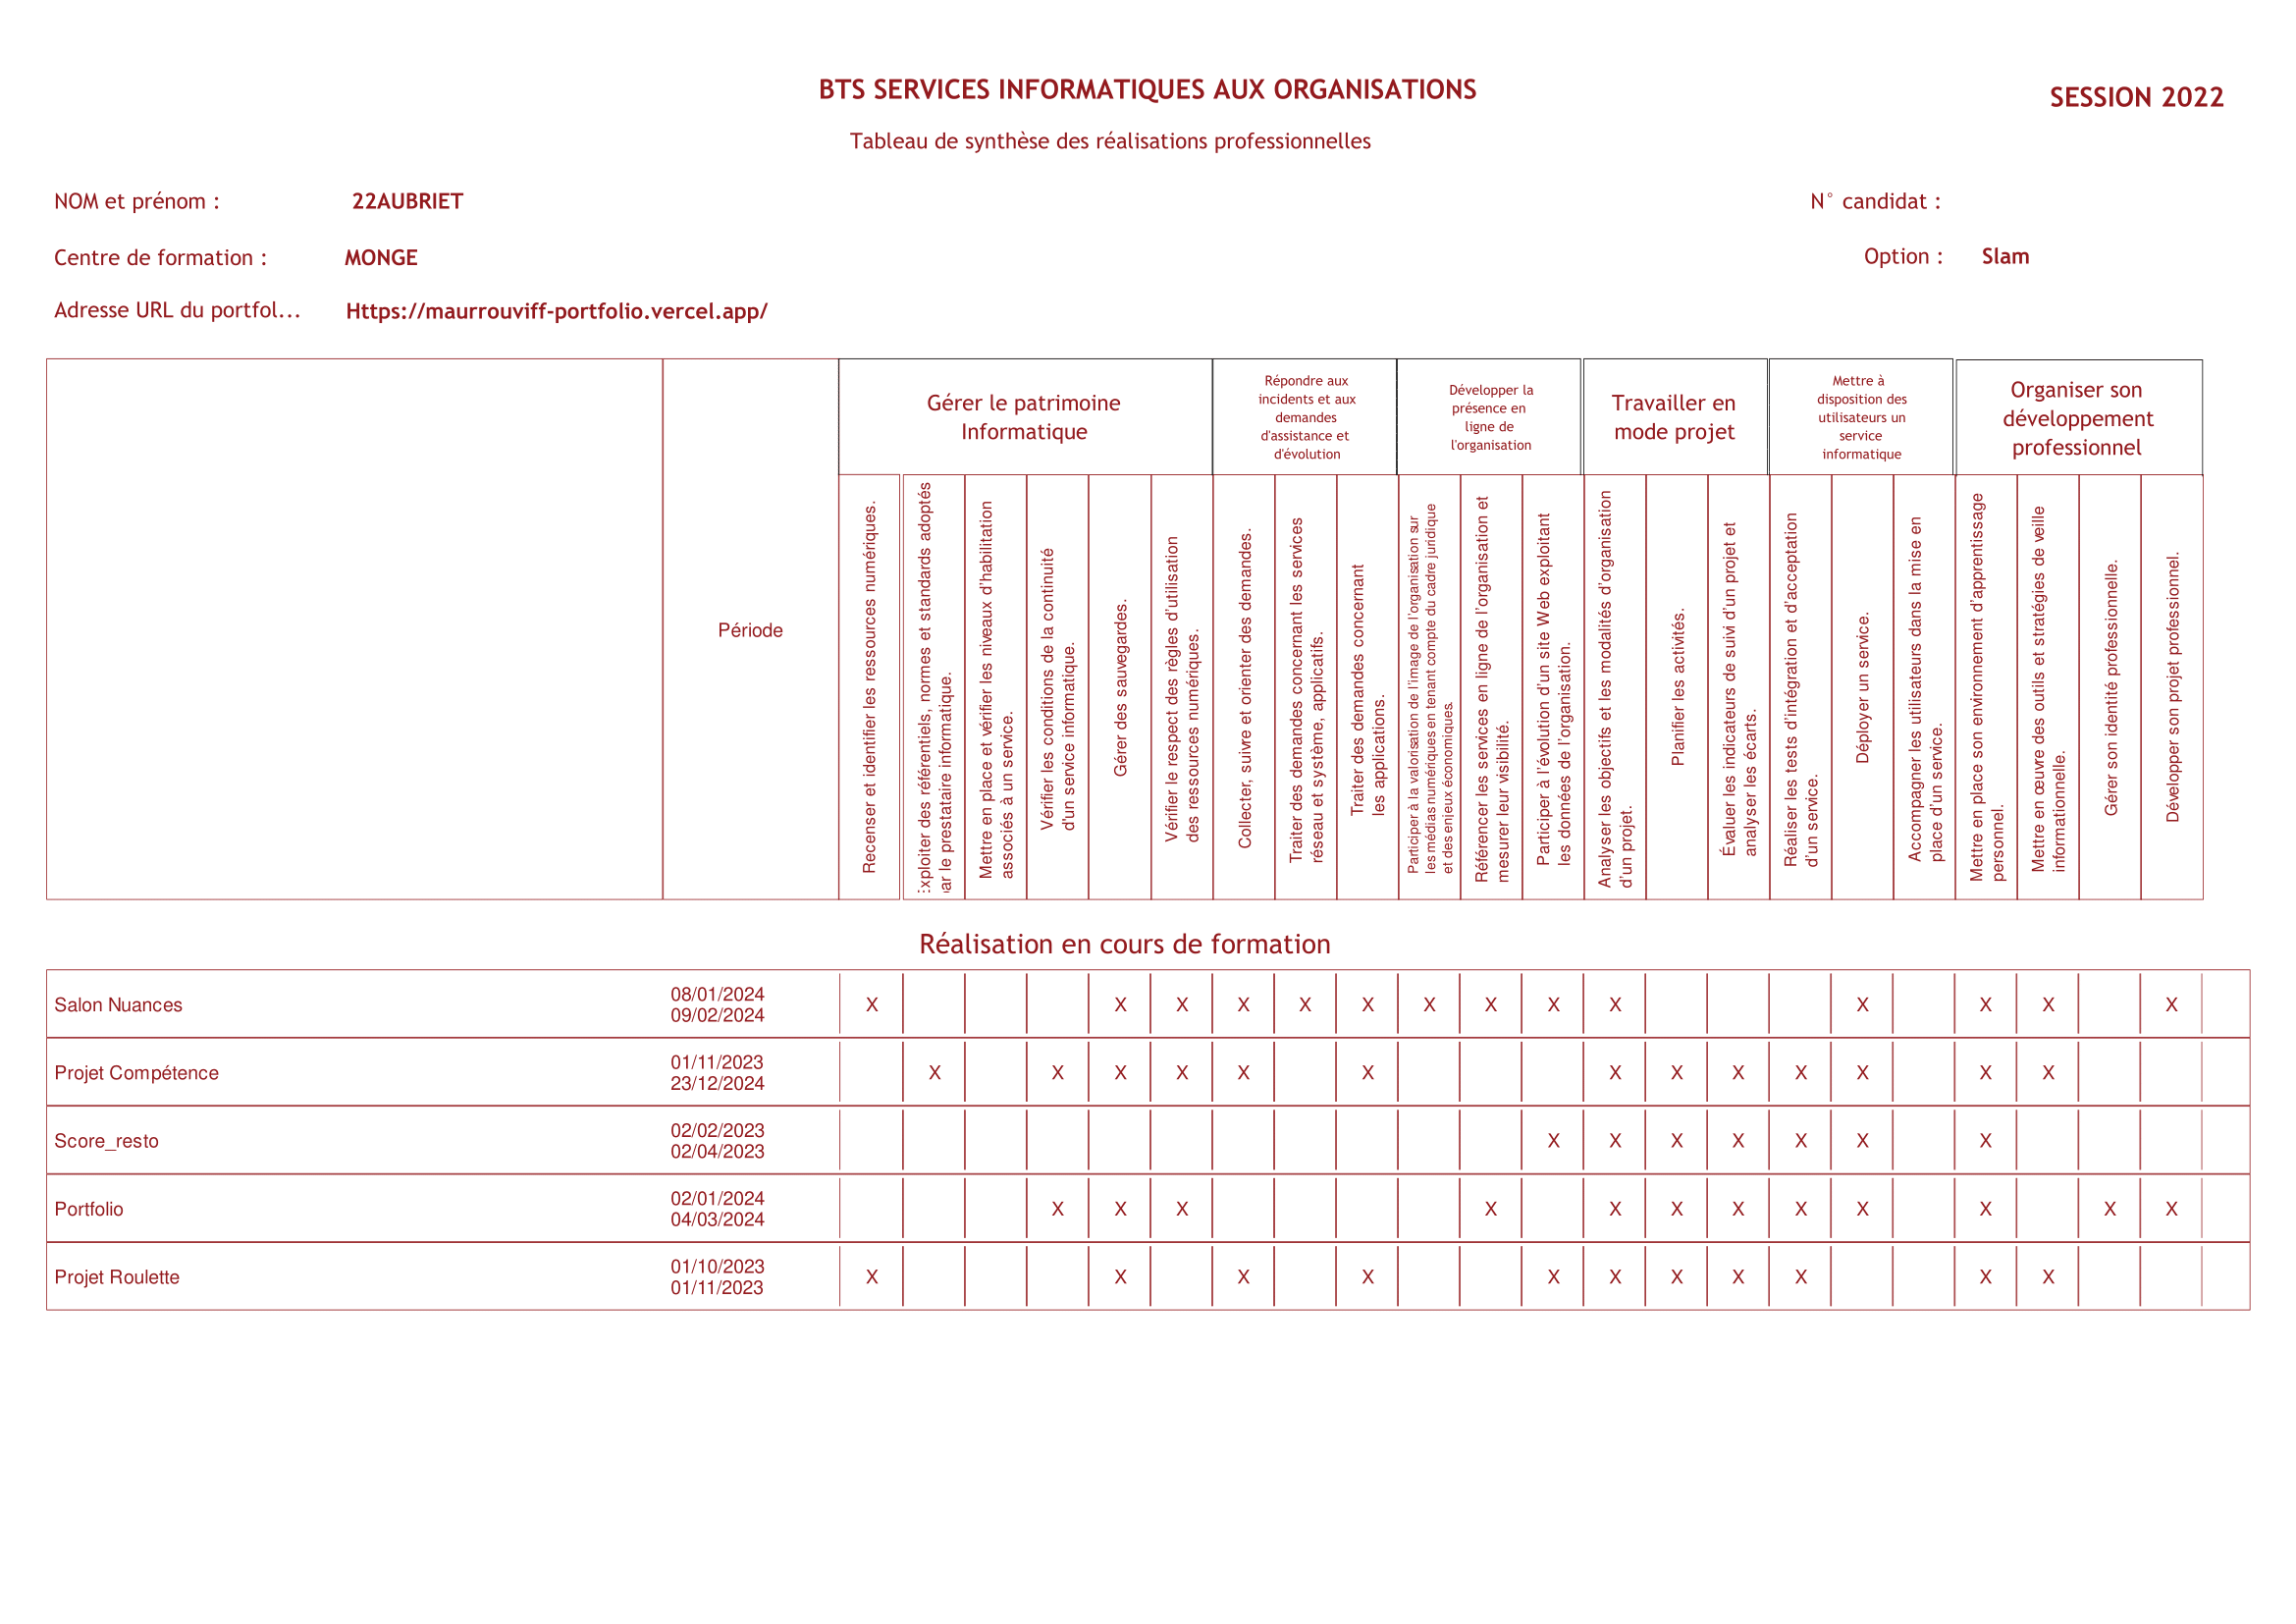 BTS SERVICES INFORMATIQUES AUX ORGANISATIONS
SESSION 2022
Tableau de synthèse des réalisations professionnelles
NOM et prénom : 22AUBRIET
N° candidat :
Centre de formation : MONGE
Option : Slam
Adresse URL du portfol... Https://maurrouviff-portfolio.vercel.app/
Période
Gérer le patrimoine
Informatique
Répondre aux
incidents et aux
demandes
d'assistance et
d'évolution
Développer la
présence en
ligne de
l'organisation
Travailler en
mode projet
Mettre à
disposition des
utilisateurs un
service
informatique
Organiser son
développement
professionnel
Recenser et identifier les ressources numériques.
xploiter des référentiels, normes et standards adoptés
ar le prestataire informatique.
Mettre en place et vérifier les niveaux d'habilitation
associés à un service.
Vérifier les conditions de la continuité
d'un service informatique.
Gérer des sauvegardes.
Vérifier le respect des règles d'utilisation
des ressources numériques.
Collecter, suivre et orienter des demandes.
Traiter des demandes concernant les services
réseau et système, applicatifs.
Traiter des demandes concernant
les applications.
Participer à la valorisation de l'image de l'organisation sur
les médias numériques en tenant compte du cadre juridique
et des enjeux économiques.
Référencer les services en ligne de l'organisation et
mesurer leur visibilité.
Participer à l'évolution d'un site Web exploitant
les données de l'organisation.
Analyser les objectifs et les modalités d'organisation
d'un projet.
Planifier les activités.
Évaluer les indicateurs de suivi d'un projet et
analyser les écarts.
Réaliser les tests d'intégration et d'acceptation
d'un service.
Déployer un service.
Accompagner les utilisateurs dans la mise en
place d'un service.
Mettre en place son environnement d'apprentissage
personnel.
Mettre en œuvre des outils et stratégies de veille
informationnelle.
Gérer son identité professionnelle.
Développer son projet professionnel.
Réalisation en cours de formation
Salon Nuances 08/01/2024 X X X X X X X X X X X X X X
09/02/2024
Projet Compétence 01/11/2023 X X X X X X X X X X X X X
23/12/2024
Score_resto 02/02/2023 X X X X X X X
02/04/2023
Portfolio 02/01/2024 X X X X X X X X X X X X
04/03/2024
Projet Roulette 01/10/2023 X X X X X X X X X X X
01/11/2023